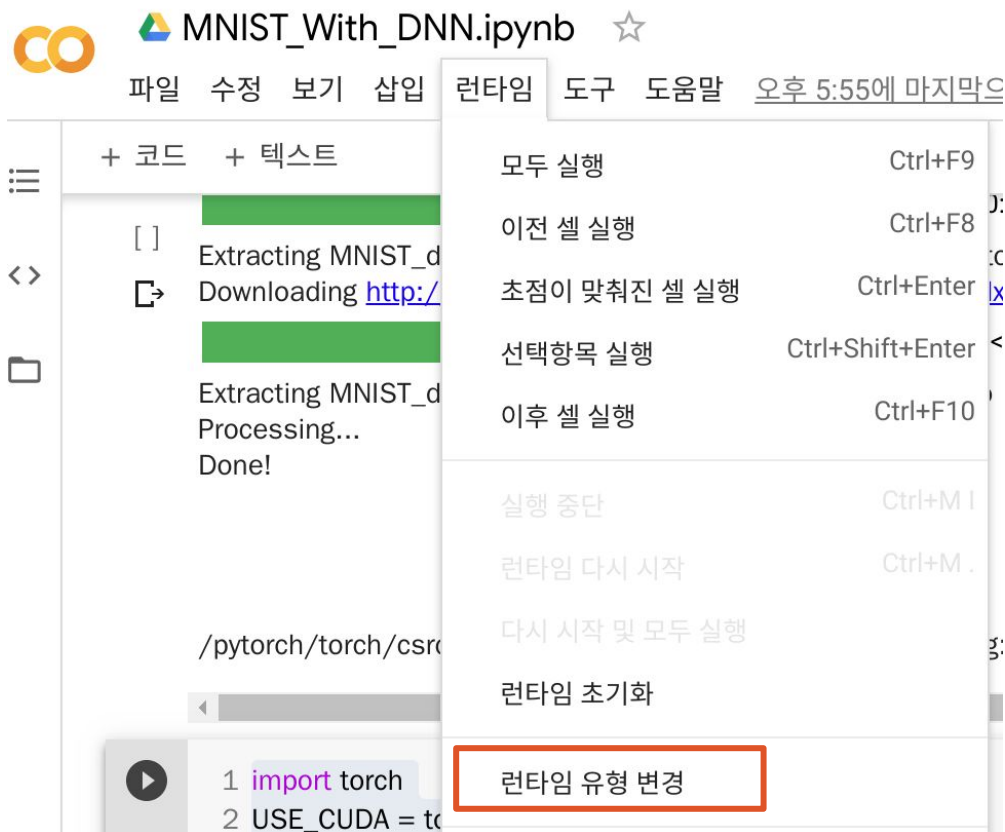 MNIST_With_DNN.ipynb
파일 수정 보기 삽입 런타임 도구 도움말 오후 5:55에 마지막으
+ 코드 + 텍스트
모두 실행 Ctrl+F9
이전 셀 실행 Ctrl+F8
초점이 맞춰진 셀 실행 Ctrl+Enter
선택항목 실행 Ctrl+Shift+Enter
이후 셀 실행 Ctrl+F10
실행 중단 Ctrl+M I
런타임 다시 시작 Ctrl+M .
다시 시작 및 모두 실행
런타임 초기화
런타임 유형 변경
[ ]
Extracting MNIST_d
Downloading http:/
Extracting MNIST_d
Processing...
Done!
/pytorch/torch/csrc
1 import torch
2 USE_CUDA = to